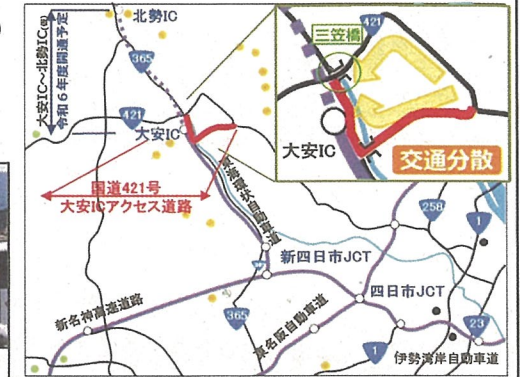 大安IC～北勢IC(仮)
令和6年度開通予定
北勢IC
365
421
大安IC
国道421号
大安ICアクセス道路
東海環状自動車道
三笠橋
421
大安IC
交通分散
258
1
新四日市JCT
四日市JCT
新名神高速道路
365
東名阪自動車道
1
23
伊勢湾岸自動車道